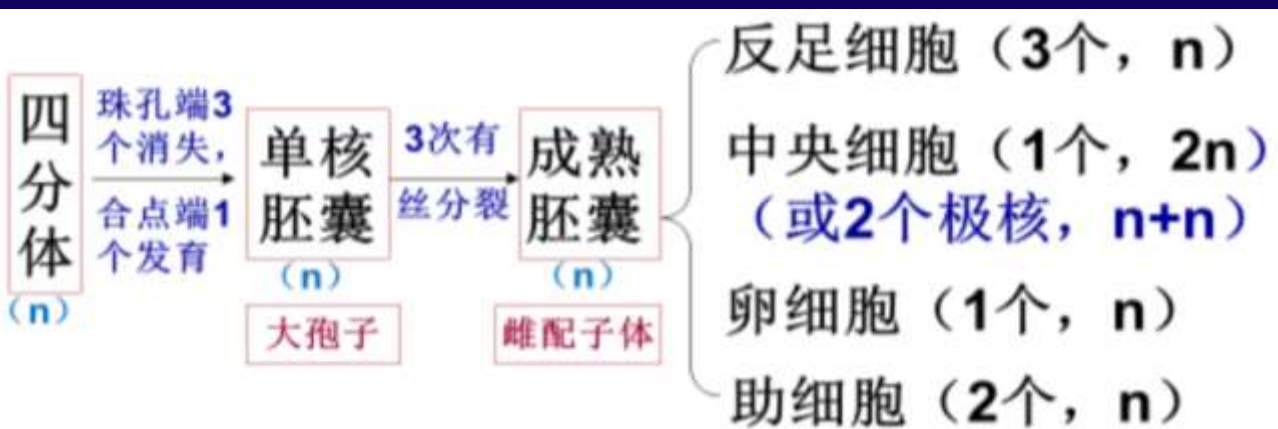 四分体
（n）
珠孔端3
个消失，
合点端1
个发育
单核
胚囊
（n）
大孢子
3次有
丝分裂
成熟
胚囊
（n）
雌配子体
反足细胞（3个，n）
中央细胞（1个，2n）
（或2个极核，n+n）
卵细胞（1个，n）
助细胞（2个，n）